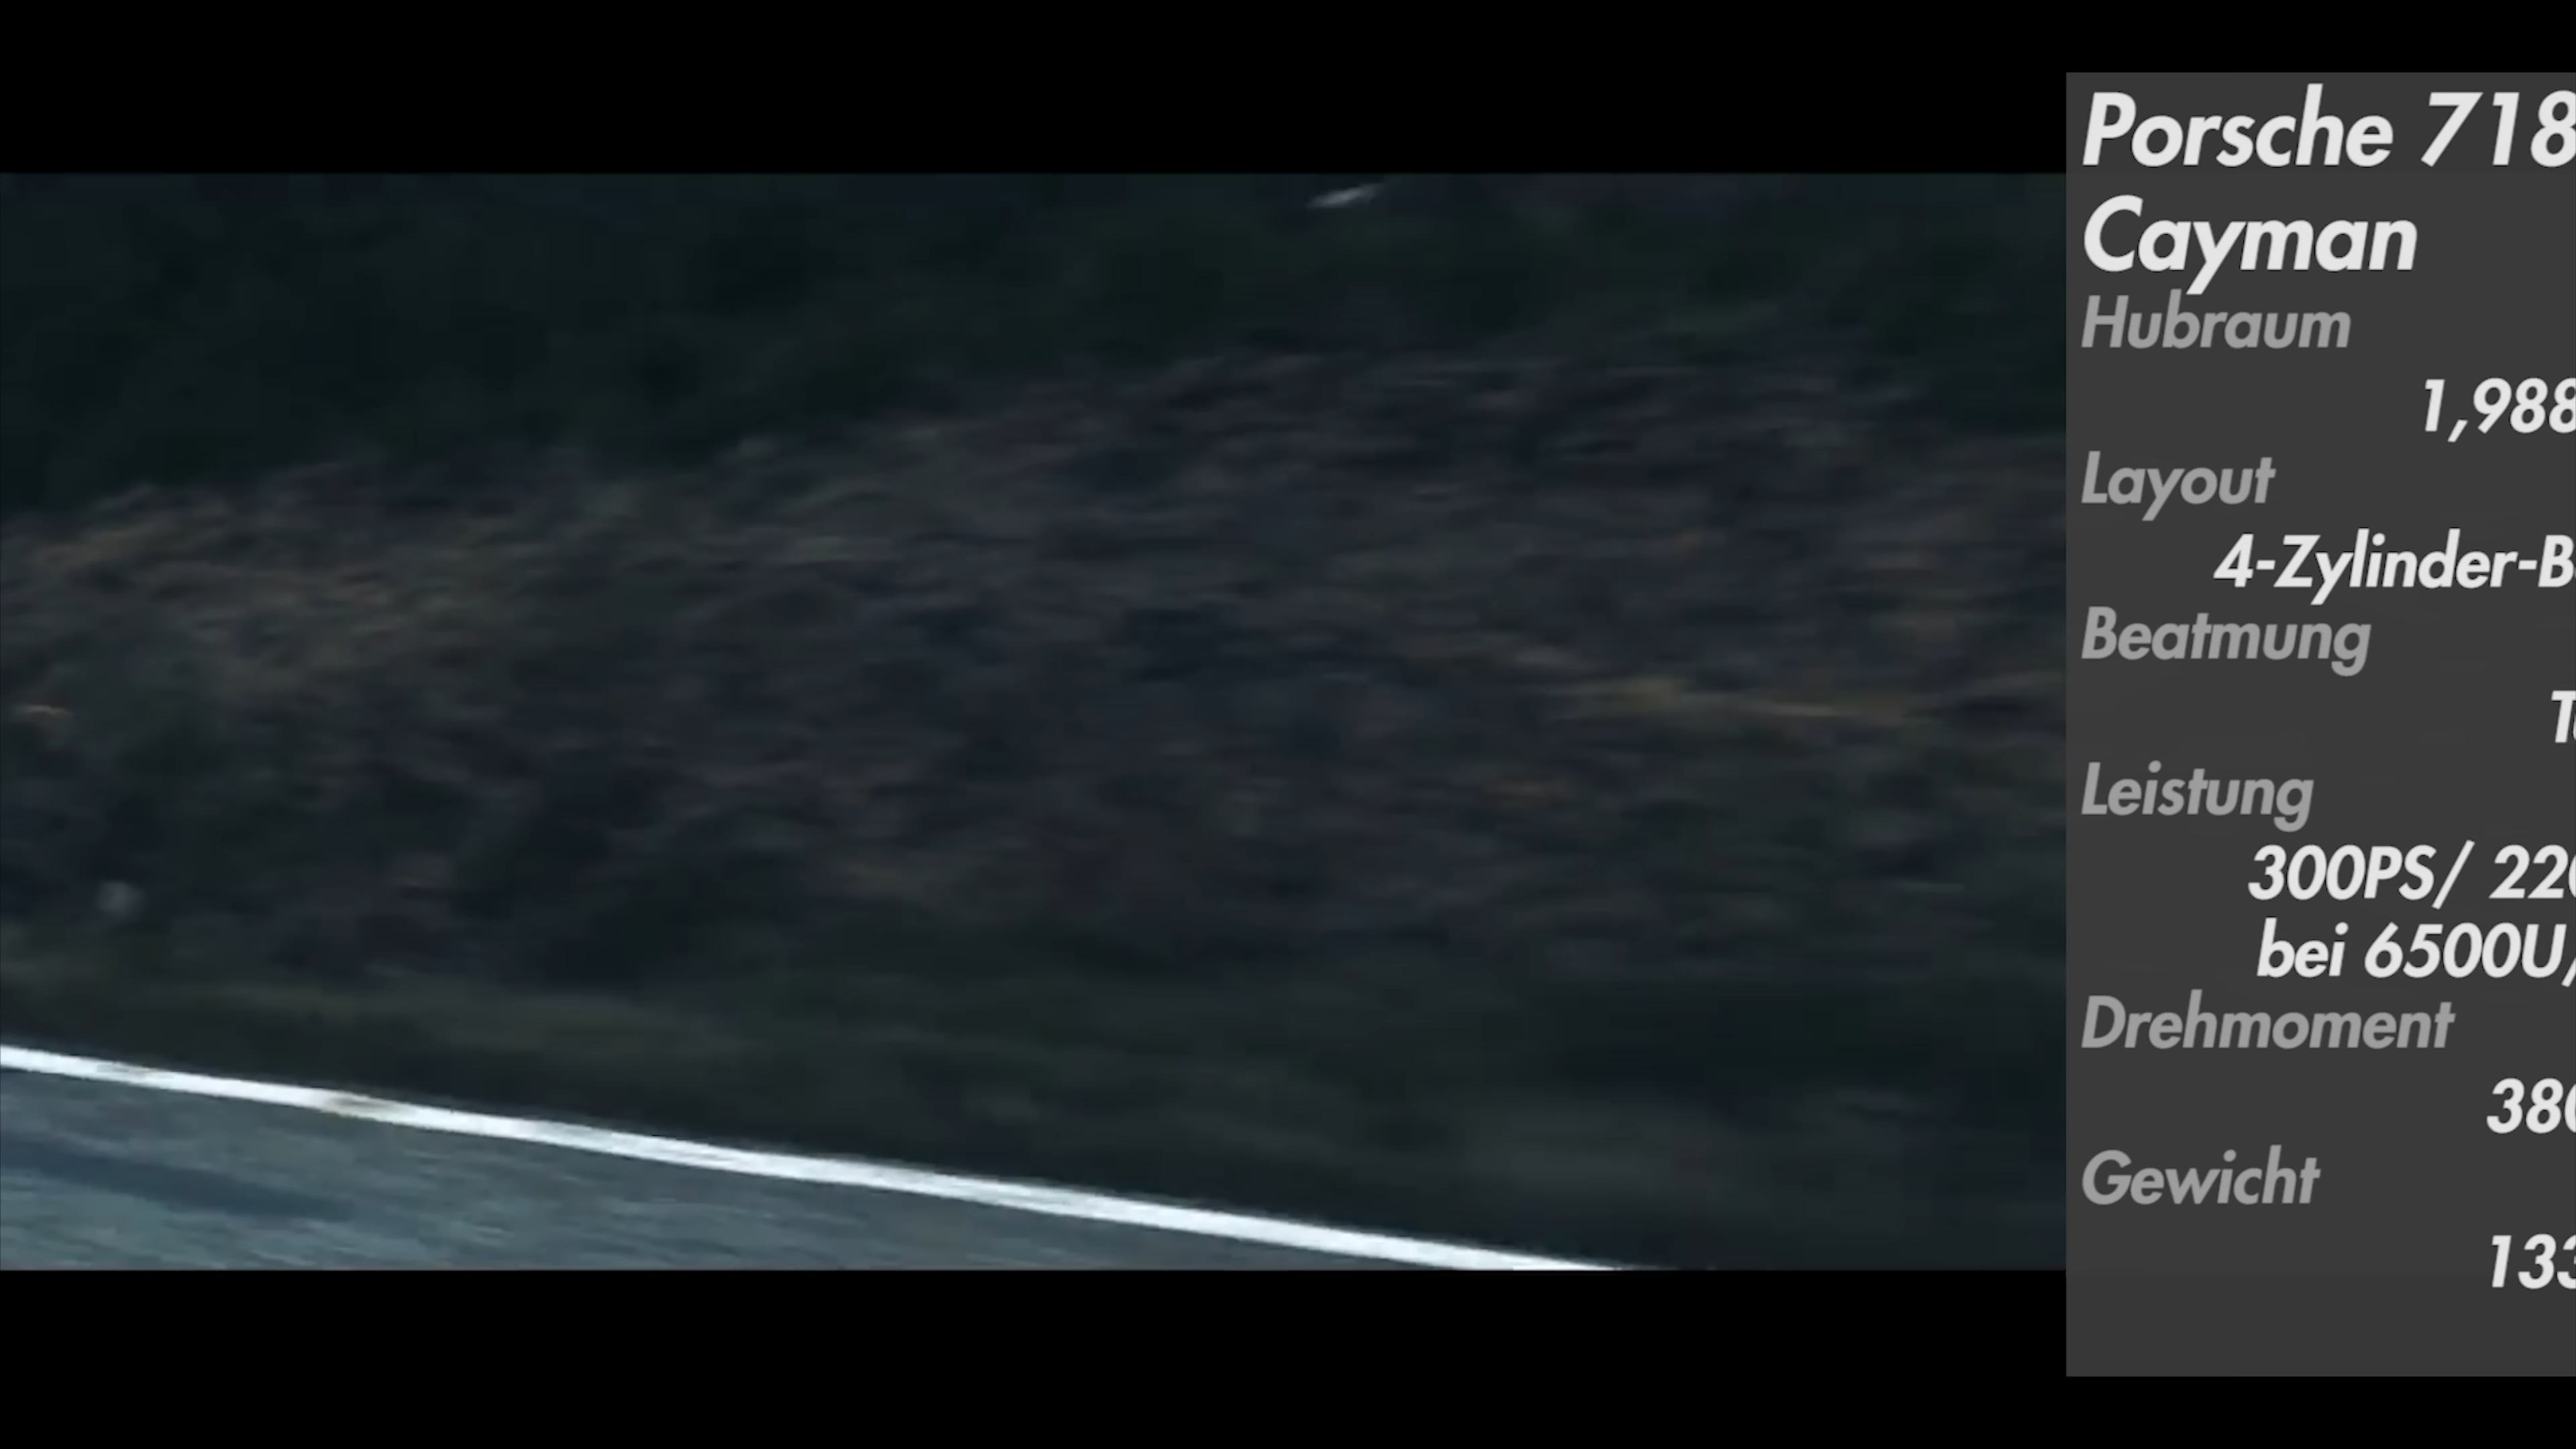 Porsche 718
Cayman
Hubraum
1,988
Layout
4-Zylinder-B
Beatmung
Leistung
300PS/ 220
bei 6500U/
Drehmoment
380
Gewicht
133